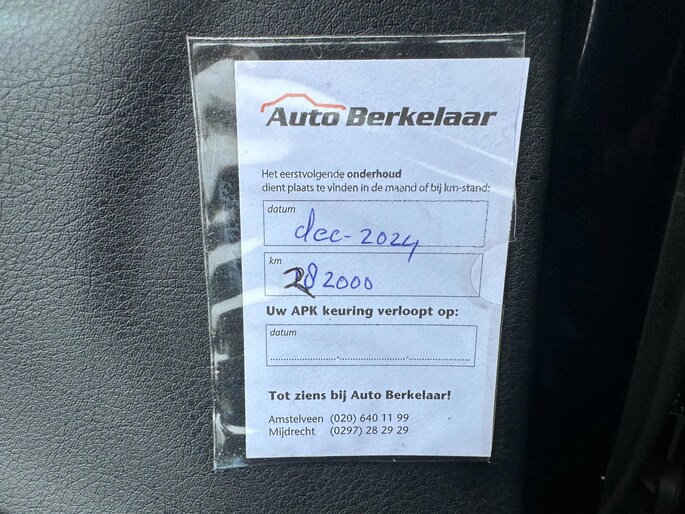 Auto Berkelaar
Het eerstvolgende onderhoud
dient plaats te vinden in de maand of bij km-stand:
datum
dec-2024
km
282000
Uw APK keuring verloopt op:
datum
Tot ziens bij Auto Berkelaar!
Amstelveen (020) 640 11 99
Mijdrecht (0297) 28 29 29